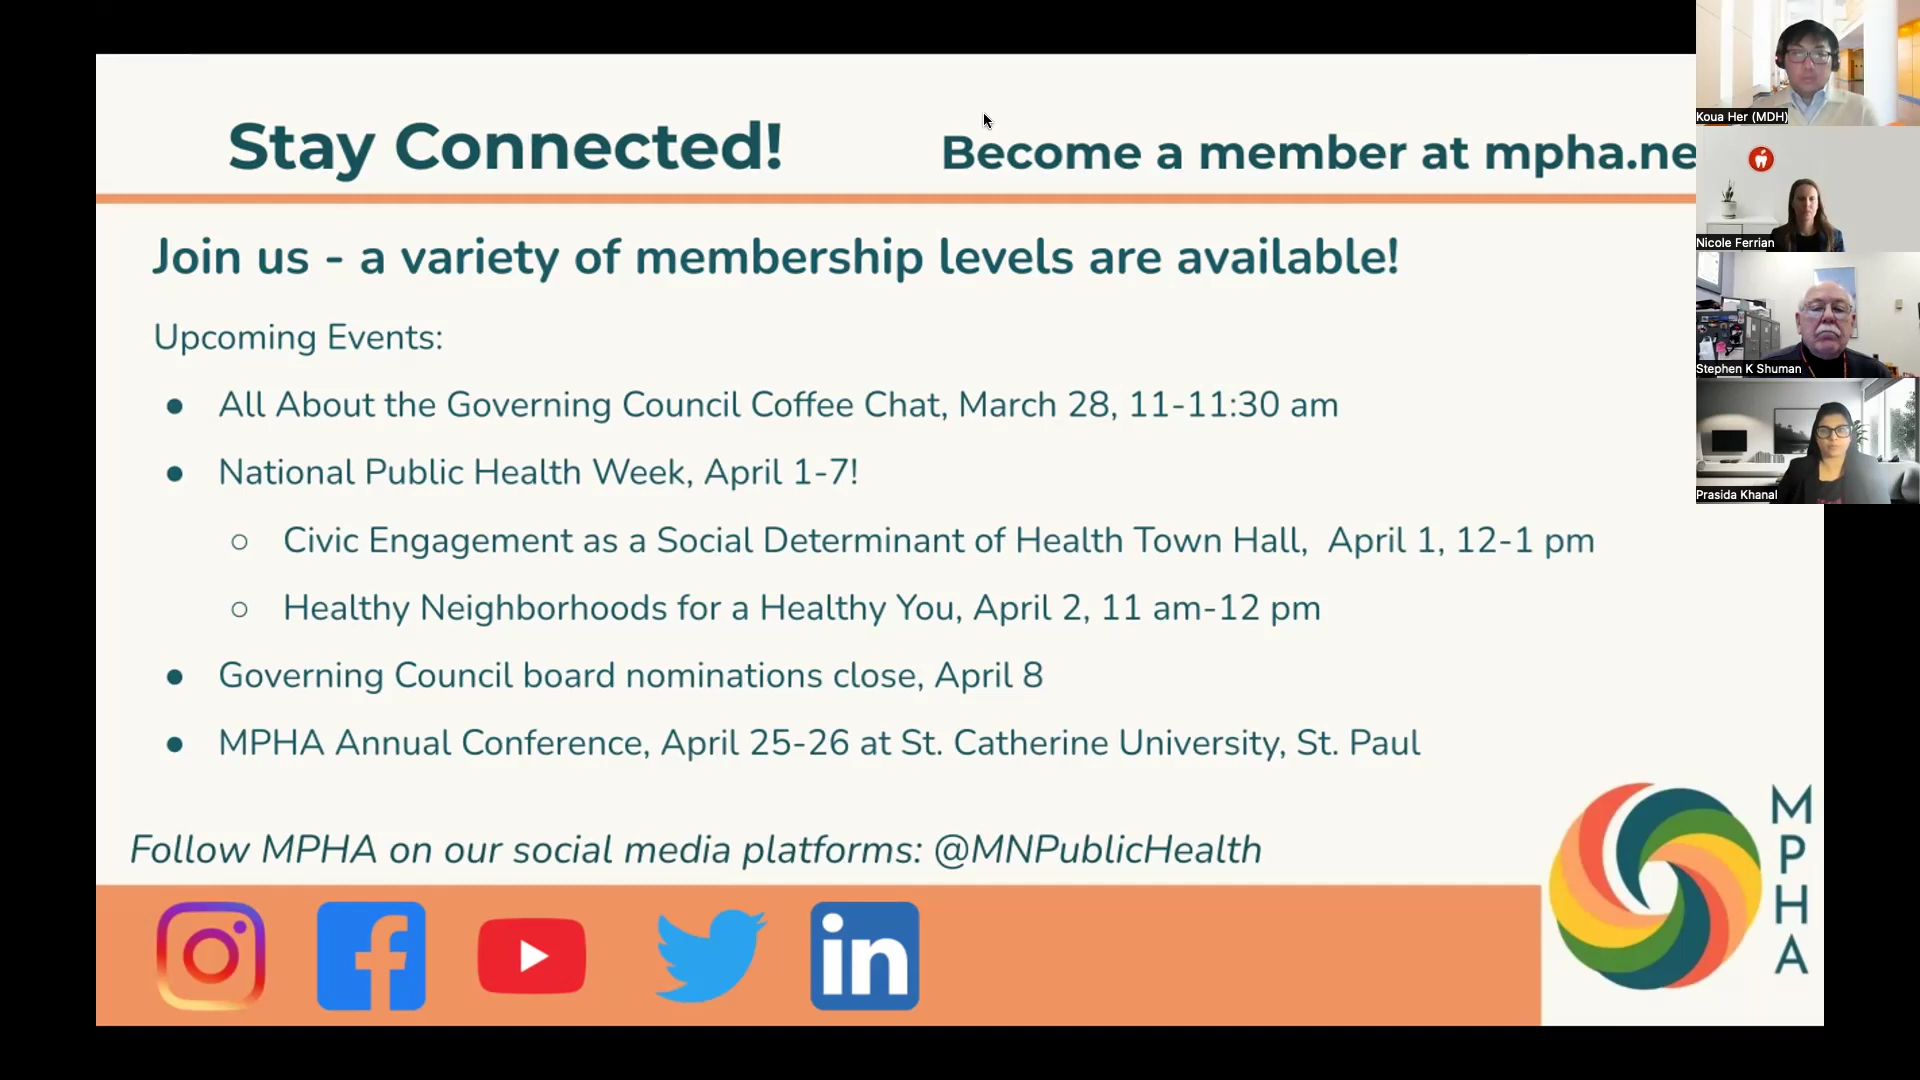 Stay Connected!
Become a member at mpha.ne
Join us - a variety of membership levels are available!
Upcoming Events:
● All About the Governing Council Coffee Chat, March 28, 11-11:30 am
● National Public Health Week, April 1-7!
○ Civic Engagement as a Social Determinant of Health Town Hall, April 1, 12-1 pm
○ Healthy Neighborhoods for a Healthy You, April 2, 11 am-12 pm
● Governing Council board nominations close, April 8
● MPHA Annual Conference, April 25-26 at St. Catherine University, St. Paul
Follow MPHA on our social media platforms: @MNPublicHealth
in
MPHA
Koua Her (MDH)
Nicole Ferrian
Stephen K Shuman
Prasida Khanal